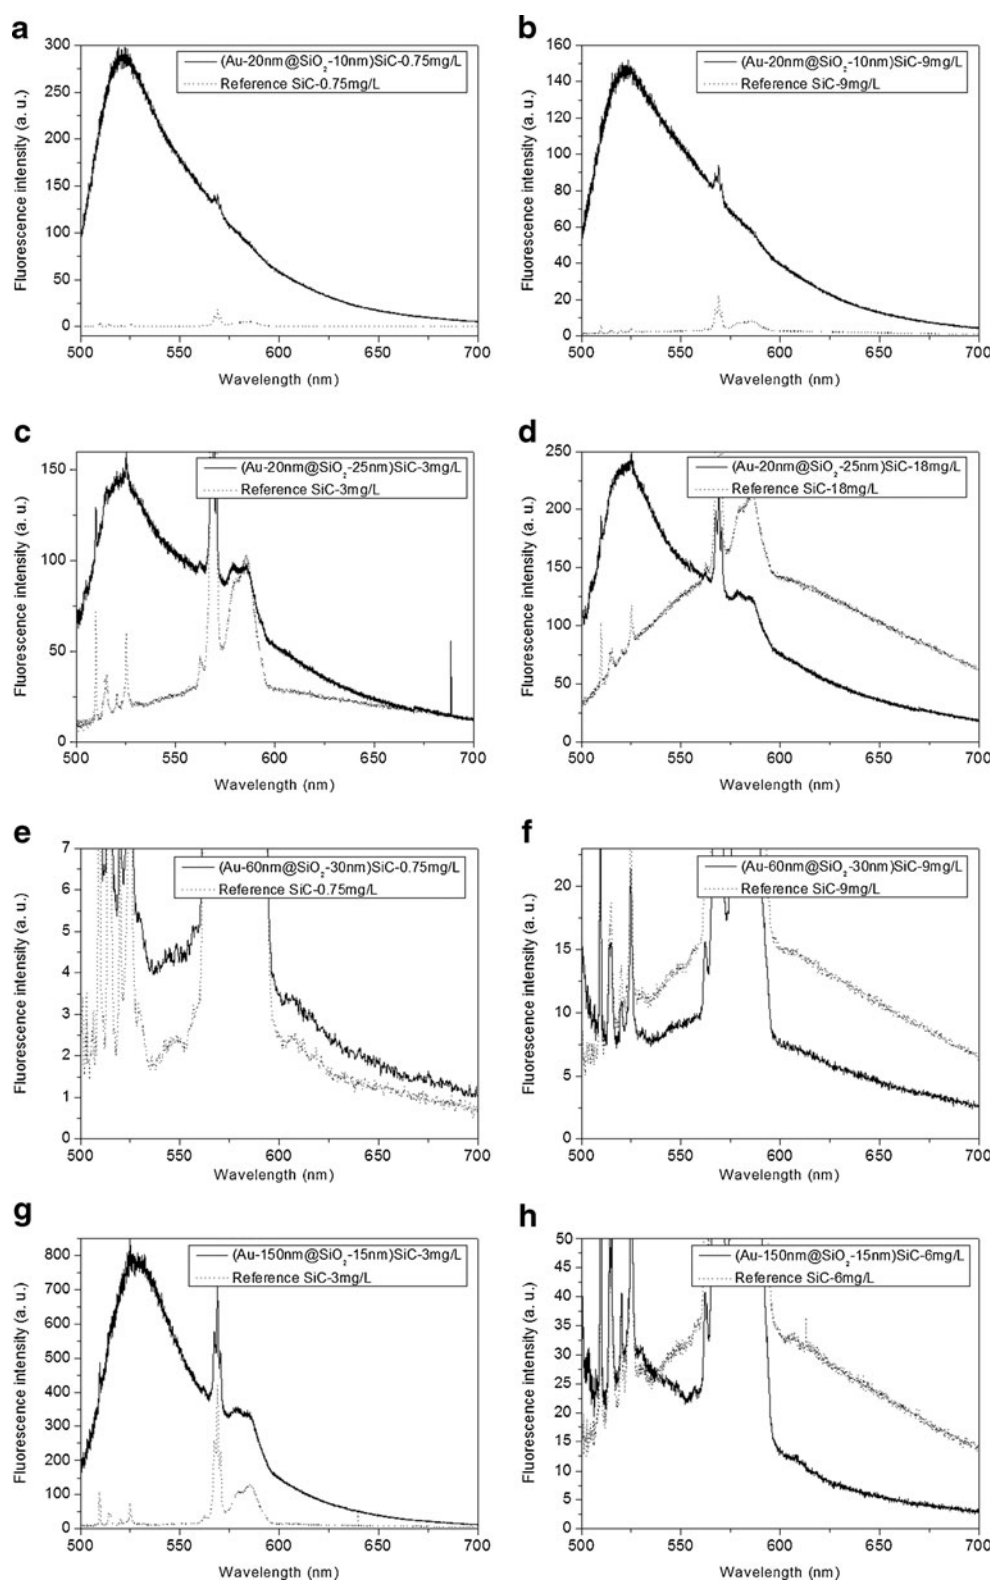 a
300
250
200
150
100
50
0
Fluorescence intensity (a. u.)
(Au-20nm@SiO2-10nm)SiC-0.75mg/L
Reference SiC-0.75mg/L
500 550 600 650 700
Wavelength (nm)
b
160
140
120
100
80
60
40
20
0
Fluorescence intensity (a. u.)
(Au-20nm@SiO2-10nm)SiC-9mg/L
Reference SiC-9mg/L
500 550 600 650 700
Wavelength (nm)
c
150
100
50
0
Fluorescence intensity (a. u.)
(Au-20nm@SiO2-25nm)SiC-3mg/L
Reference SiC-3mg/L
500 550 600 650 700
Wavelength (nm)
d
250
200
150
100
50
0
Fluorescence intensity (a. u.)
(Au-20nm@SiO2-25nm)SiC-18mg/L
Reference SiC-18mg/L
500 550 600 650 700
Wavelength (nm)
e
7
6
5
4
3
2
1
0
Fluorescence intensity (a. u.)
(Au-60nm@SiO2-30nm)SiC-0.75mg/L
Reference SiC-0.75mg/L
500 550 600 650 700
Wavelength (nm)
f
20
15
10
5
0
Fluorescence intensity (a. u.)
(Au-60nm@SiO2-30nm)SiC-9mg/L
Reference SiC-9mg/L
500 550 600 650 700
Wavelength (nm)
g
800
700
600
500
400
300
200
100
0
Fluorescence intensity (a. u.)
(Au-150nm@SiO2-15nm)SiC-3mg/L
Reference SiC-3mg/L
500 550 600 650 700
Wavelength (nm)
h
50
45
40
35
30
25
20
15
10
5
0
Fluorescence intensity (a. u.)
(Au-150nm@SiO2-15nm)SiC-6mg/L
Reference SiC-6mg/L
500 550 600 650 700
Wavelength (nm)